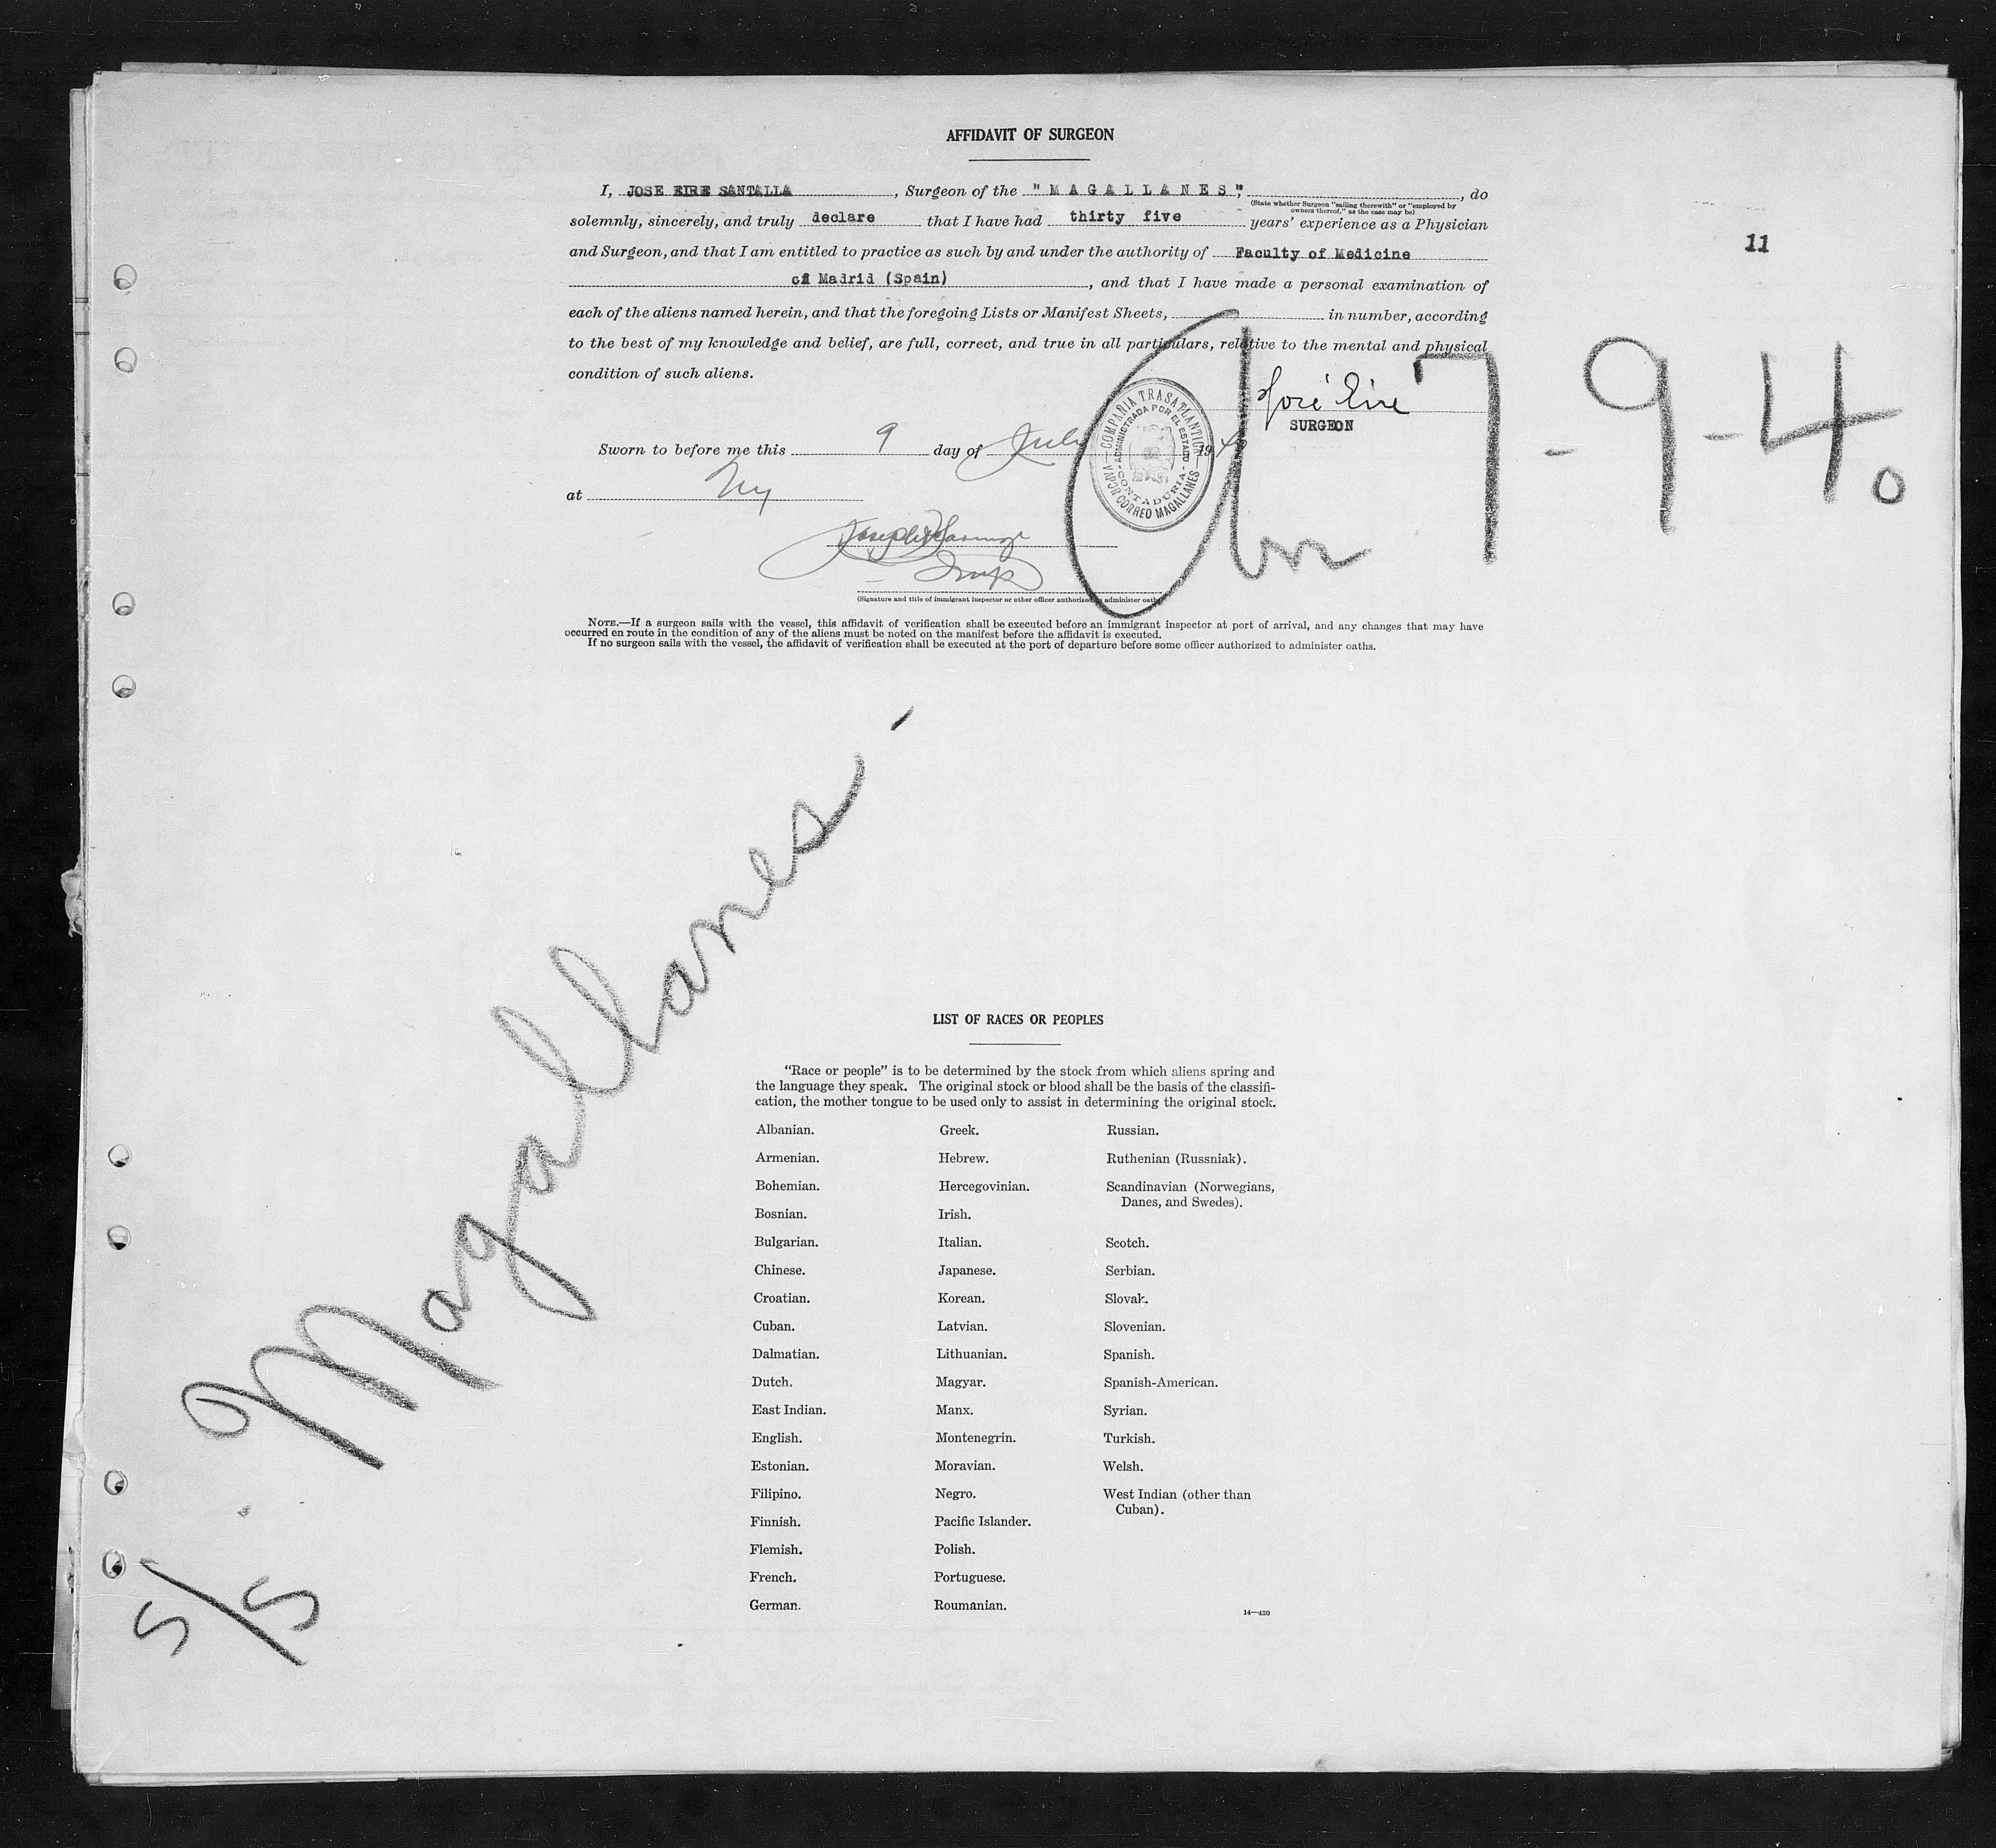 AFFIDAVIT OF SURGEON
I, JOSE EIRE SANTALLA, Surgeon of the "MAGALLANES", do
(State whether Surgeon "sailing therewith" or "employed by
owners thereof," as the case may be)
solemnly, sincerely, and truly declare that I have had thirty five years' experience as a Physician
and Surgeon, and that I am entitled to practice as such by and under the authority of Faculty of Medicine
of Madrid (Spain), and that I have made a personal examination of
11
each of the aliens named herein, and that the foregoing Lists or Manifest Sheets, in number, according
to the best of my knowledge and belief, are full, correct, and true in all particulars, relative to the mental and physical
condition of such aliens.
José Eire
SURGEON
Arr 7-9-40
COMPAÑIA TRASATLANTICA
ADMINISTRADA POR EL ESTADO
CONTADURIA
VAPOR CORREO MAGALLANES
Sworn to before me this 9 day of July 1940
at NY
Insp
(Signature and title of immigrant inspector or other officer authorized to administer oaths)
NOTE.—If a surgeon sails with the vessel, this affidavit of verification shall be executed before an immigrant inspector at port of arrival, and any changes that may have
occurred en route in the condition of any of the aliens must be noted on the manifest before the affidavit is executed.
If no surgeon sails with the vessel, the affidavit of verification shall be executed at the port of departure before some officer authorized to administer oaths.
S/S. Magallanes-
LIST OF RACES OR PEOPLES
"Race or people" is to be determined by the stock from which aliens spring and
the language they speak. The original stock or blood shall be the basis of the classifi-
cation, the mother tongue to be used only to assist in determining the original stock.
Albanian.
Armenian.
Bohemian.
Bosnian.
Bulgarian.
Chinese.
Croatian.
Cuban.
Dalmatian.
Dutch.
East Indian.
English.
Estonian.
Filipino.
Finnish.
Flemish.
French.
German.
Greek.
Hebrew.
Hercegovinian.
Irish.
Italian.
Japanese.
Korean.
Latvian.
Lithuanian.
Magyar.
Manx.
Montenegrin.
Moravian.
Negro.
Pacific Islander.
Polish.
Portuguese.
Roumanian.
Russian.
Ruthenian (Russniak).
Scandinavian (Norwegians,
Danes, and Swedes).
Scotch.
Serbian.
Slovak.
Slovenian.
Spanish.
Spanish-American.
Syrian.
Turkish.
Welsh.
West Indian (other than
Cuban).
14—430